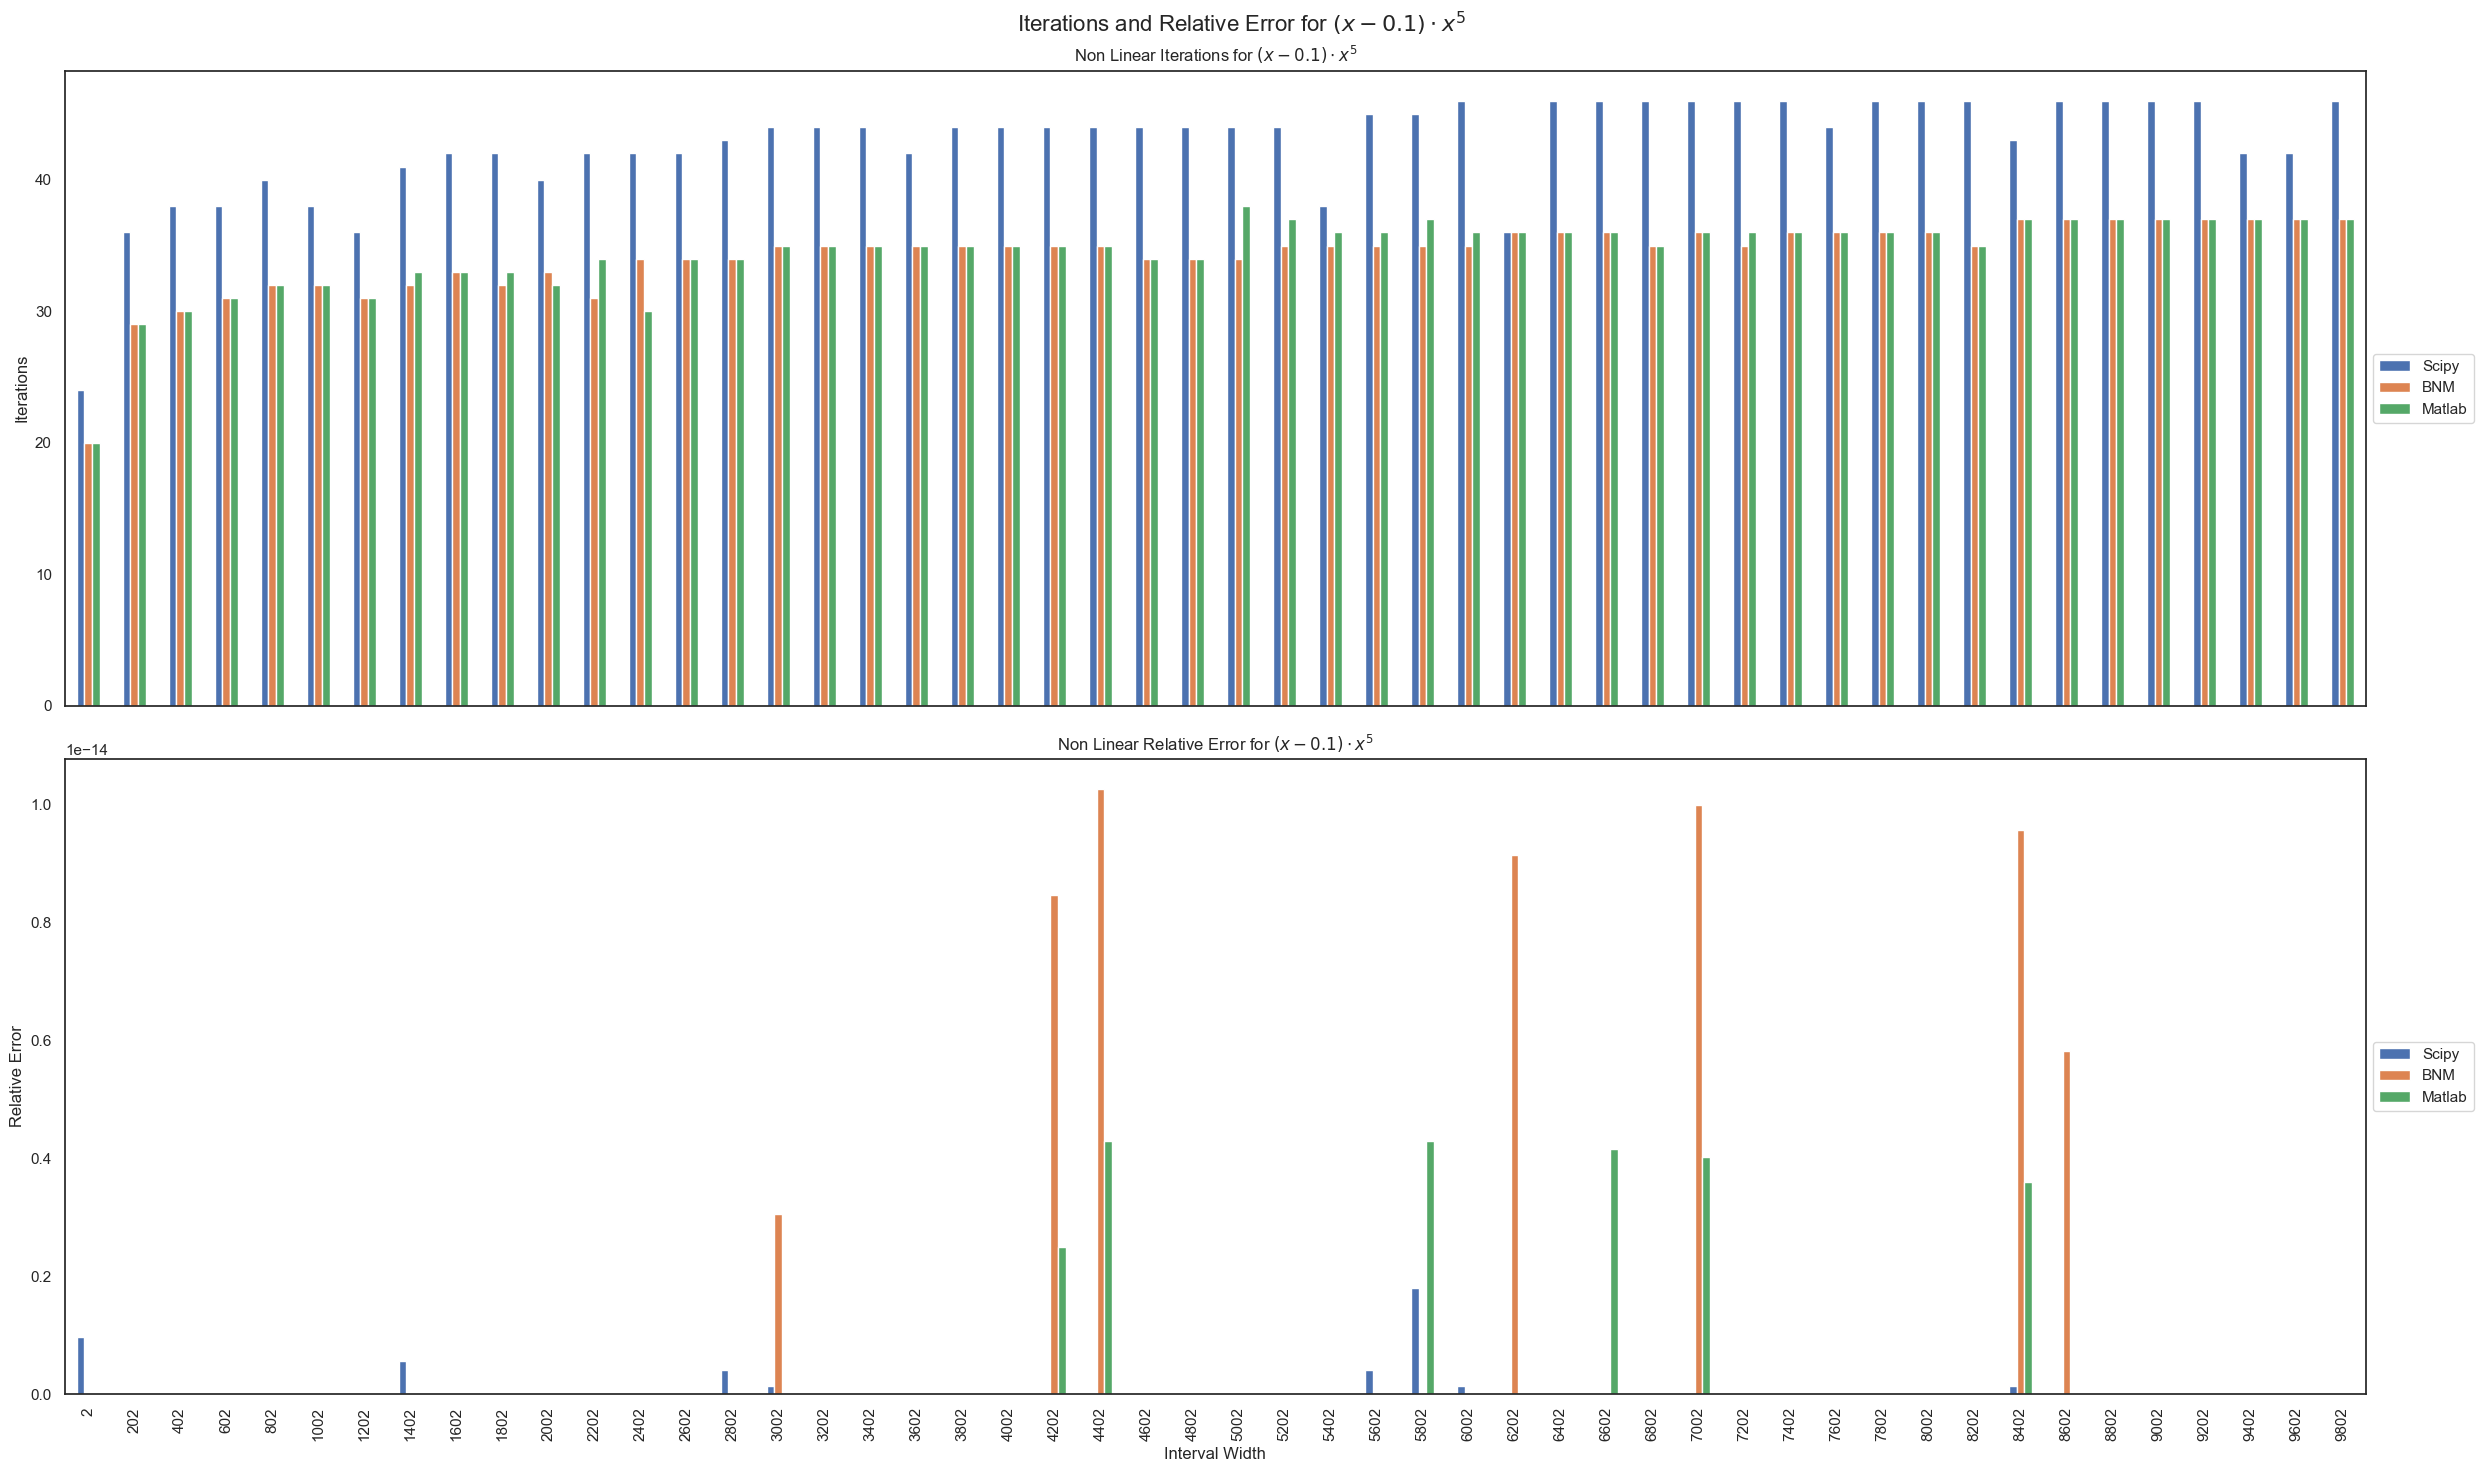 Iterations and Relative Error for (x − 0.1) · x⁵
Non Linear Iterations for (x − 0.1) · x⁵
40
30
20
10
0
Iterations
Scipy
BNM
Matlab
Non Linear Relative Error for (x − 0.1) · x⁵
1e−14
1.0
0.8
0.6
0.4
0.2
0.0
Relative Error
Scipy
BNM
Matlab
2 202 402 602 802 1002 1202 1402 1602 1802 2002 2202 2402 2602 2802 3002 3202 3402 3602 3802 4002 4202 4402 4602 4802 5002 5202 5402 5602 5802 6002 6202 6402 6602 6802 7002 7202 7402 7602 7802 8002 8202 8402 8602 8802 9002 9202 9402 9602 9802
Interval Width